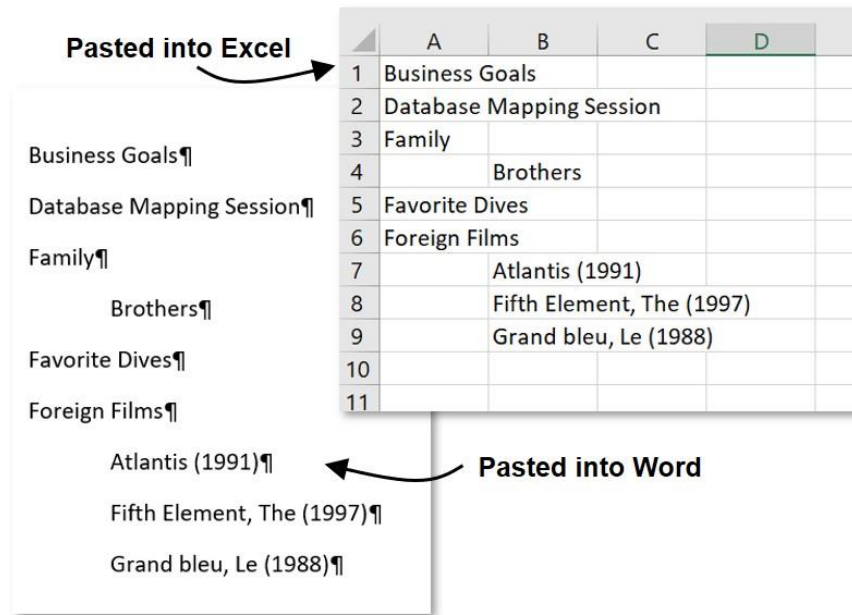 Pasted into Excel
A B C D
1 Business Goals
2 Database Mapping Session
3 Family
4 Brothers
5 Favorite Dives
6 Foreign Films
7 Atlantis (1991)
8 Fifth Element, The (1997)
9 Grand bleu, Le (1988)
10
11
Business Goals¶
Database Mapping Session¶
Family¶
Brothers¶
Favorite Dives¶
Foreign Films¶
Atlantis (1991)¶
Fifth Element, The (1997)¶
Grand bleu, Le (1988)¶
Pasted into Word